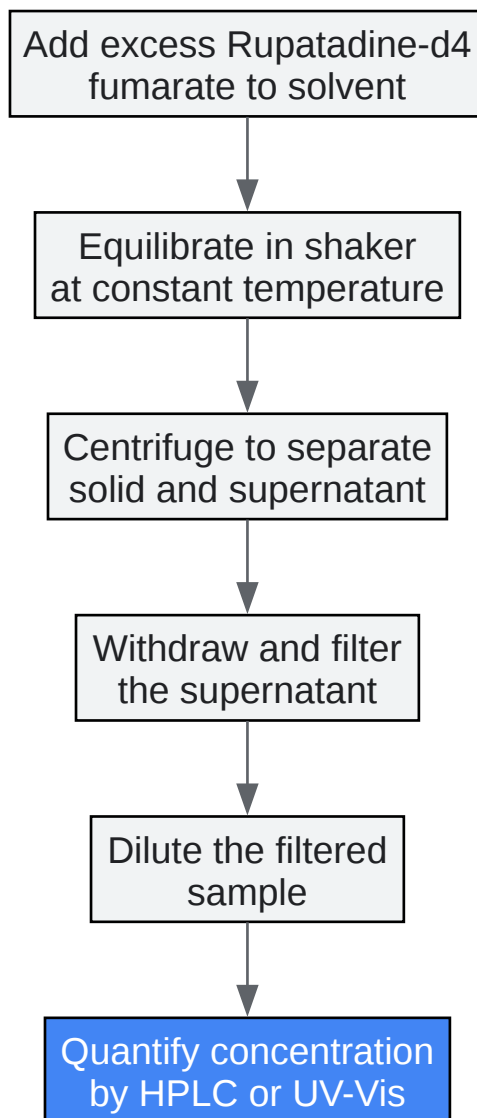 Add excess Rupatadine-d4
fumarate to solvent
Equilibrate in shaker
at constant temperature
Centrifuge to separate
solid and supernatant
Withdraw and filter
the supernatant
Dilute the filtered
sample
Quantify concentration
by HPLC or UV-Vis